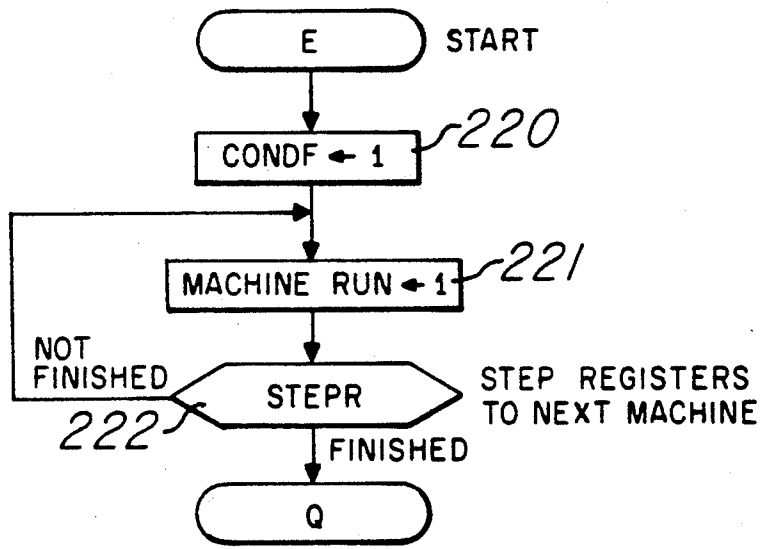 E START
CONDF ← 1 220
MACHINE RUN ← 1 221
NOT
FINISHED
STEPR
STEP REGISTERS
TO NEXT MACHINE
222
FINISHED
Q